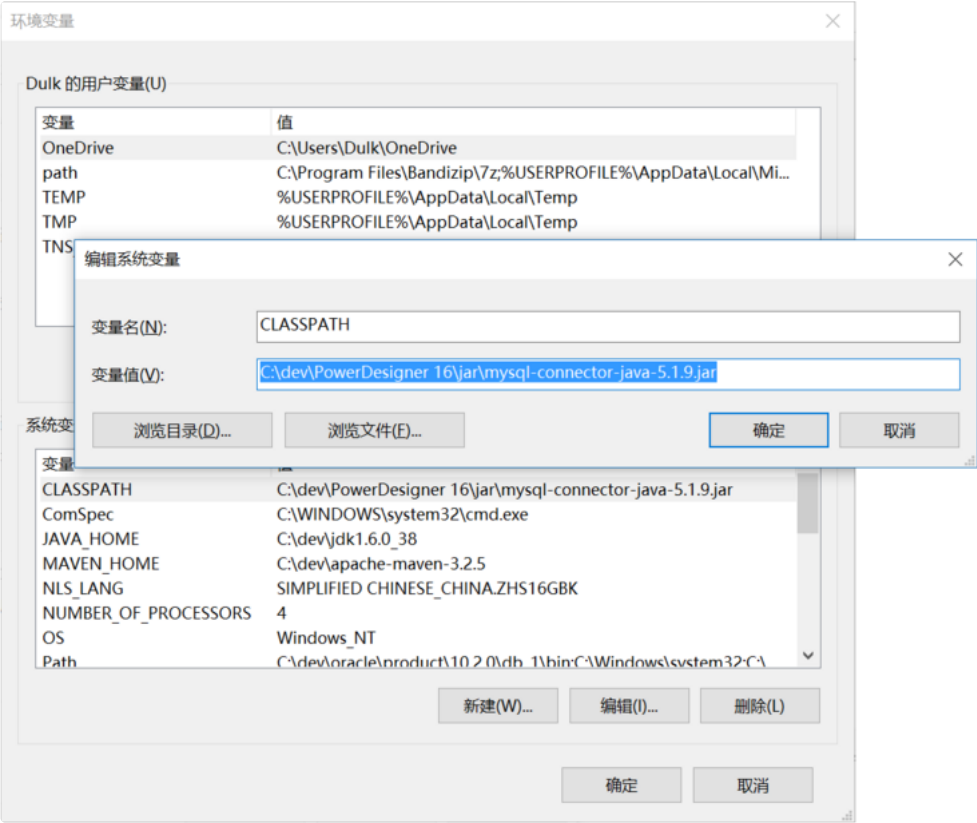 环境变量
Dulk 的用户变量(U)
变量 值
OneDrive C:\Users\Dulk\OneDrive
path C:\Program Files\Bandizip\7z;%USERPROFILE%\AppData\Local\Mi...
TEMP %USERPROFILE%\AppData\Local\Temp
TMP %USERPROFILE%\AppData\Local\Temp
TNS_
编辑系统变量
变量名(N): CLASSPATH
变量值(V): C:\dev\PowerDesigner 16\jar\mysql-connector-java-5.1.9.jar
浏览目录(D)... 浏览文件(F)... 确定 取消
系统变
变量 值
CLASSPATH C:\dev\PowerDesigner 16\jar\mysql-connector-java-5.1.9.jar
ComSpec C:\WINDOWS\system32\cmd.exe
JAVA_HOME C:\dev\jdk1.6.0_38
MAVEN_HOME C:\dev\apache-maven-3.2.5
NLS_LANG SIMPLIFIED CHINESE_CHINA.ZHS16GBK
NUMBER_OF_PROCESSORS 4
OS Windows_NT
Path C:\dev\oracle\product\10.2.0\db_1\bin;C:\Windows\system32;C:\
新建(W)... 编辑(I)... 删除(L)
确定 取消